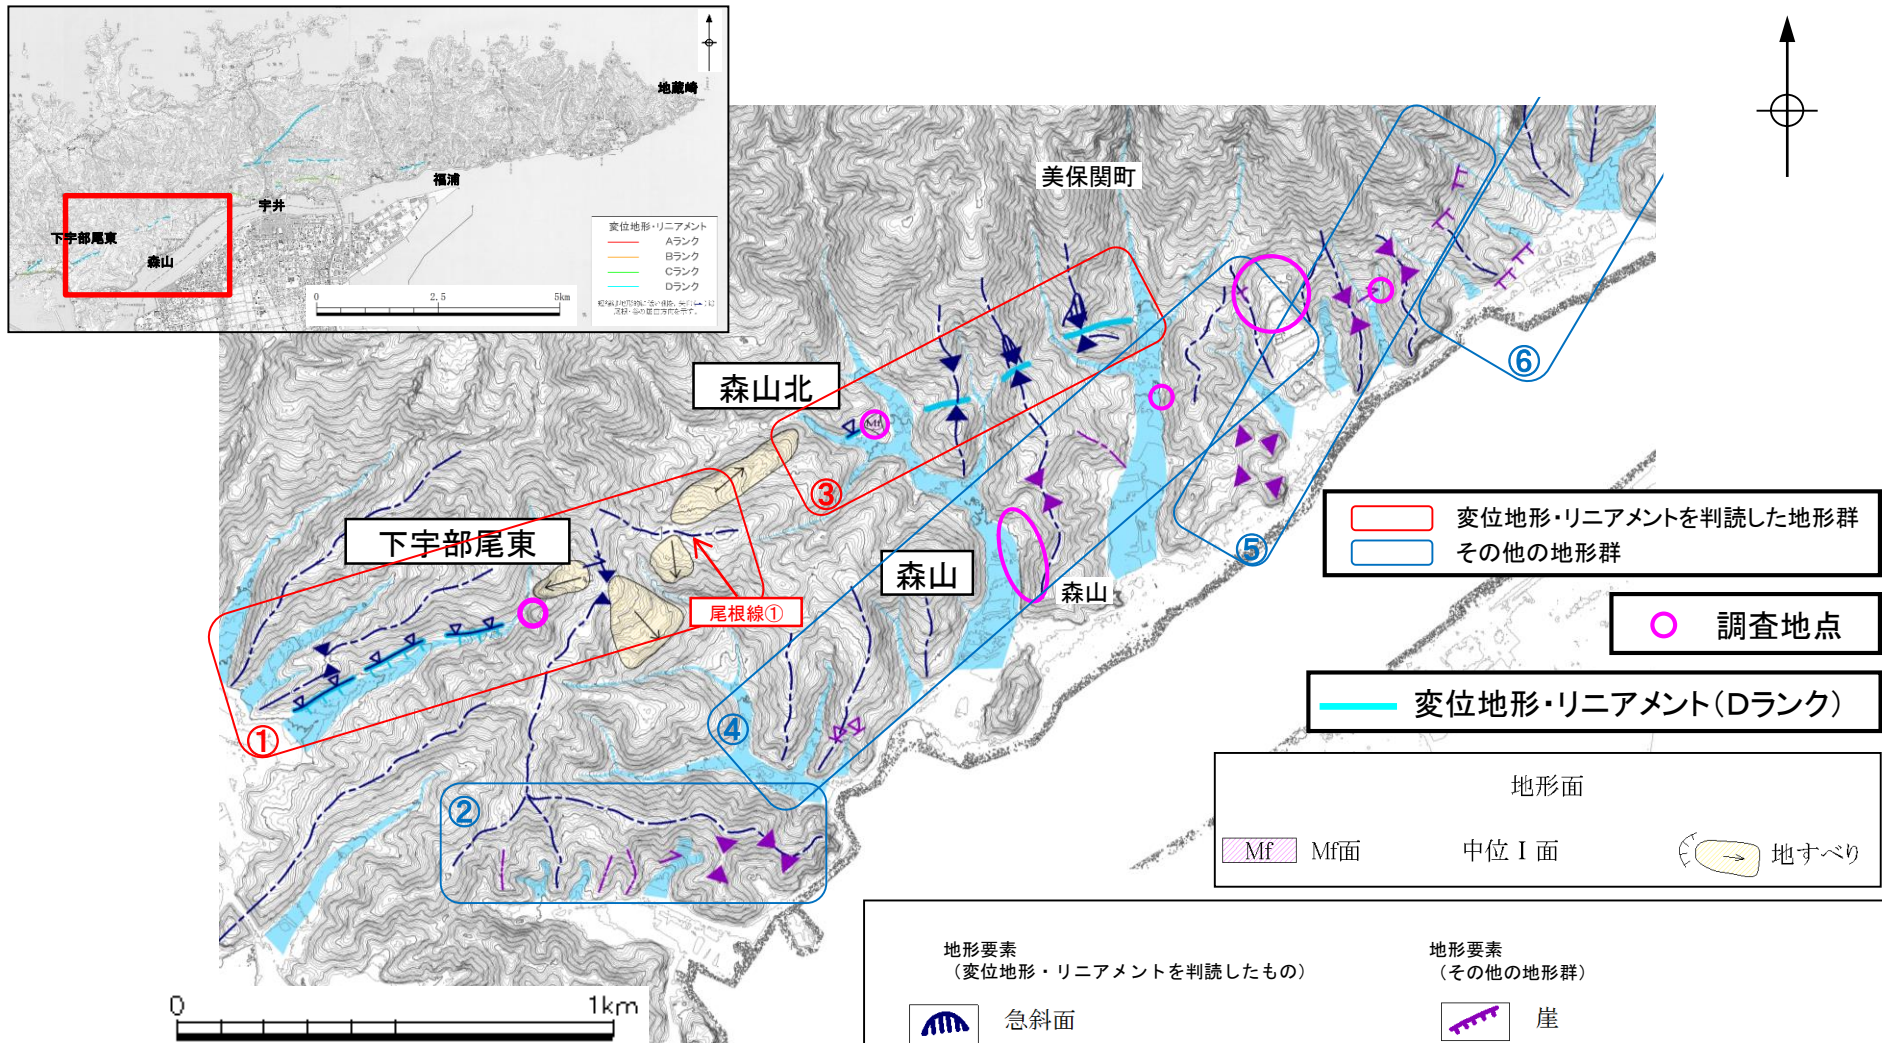 地蔵崎
福浦
宇井
下宇部尾東
森山
変位地形・リニアメント
Aランク
Bランク
Cランク
Dランク
0 2.5 5km
美保関町
森山北
Mf
③
⑥
下宇部尾東
森山
⑤
森山
尾根線①
①
④
②
変位地形・リニアメントを判読した地形群
その他の地形群
調査地点
変位地形・リニアメント(Dランク)
地形面
Mf Mf面 中位Ⅰ面 地すべり
地形要素
(変位地形・リニアメントを判読したもの)
急斜面
地形要素
(その他の地形群)
崖
0 1km